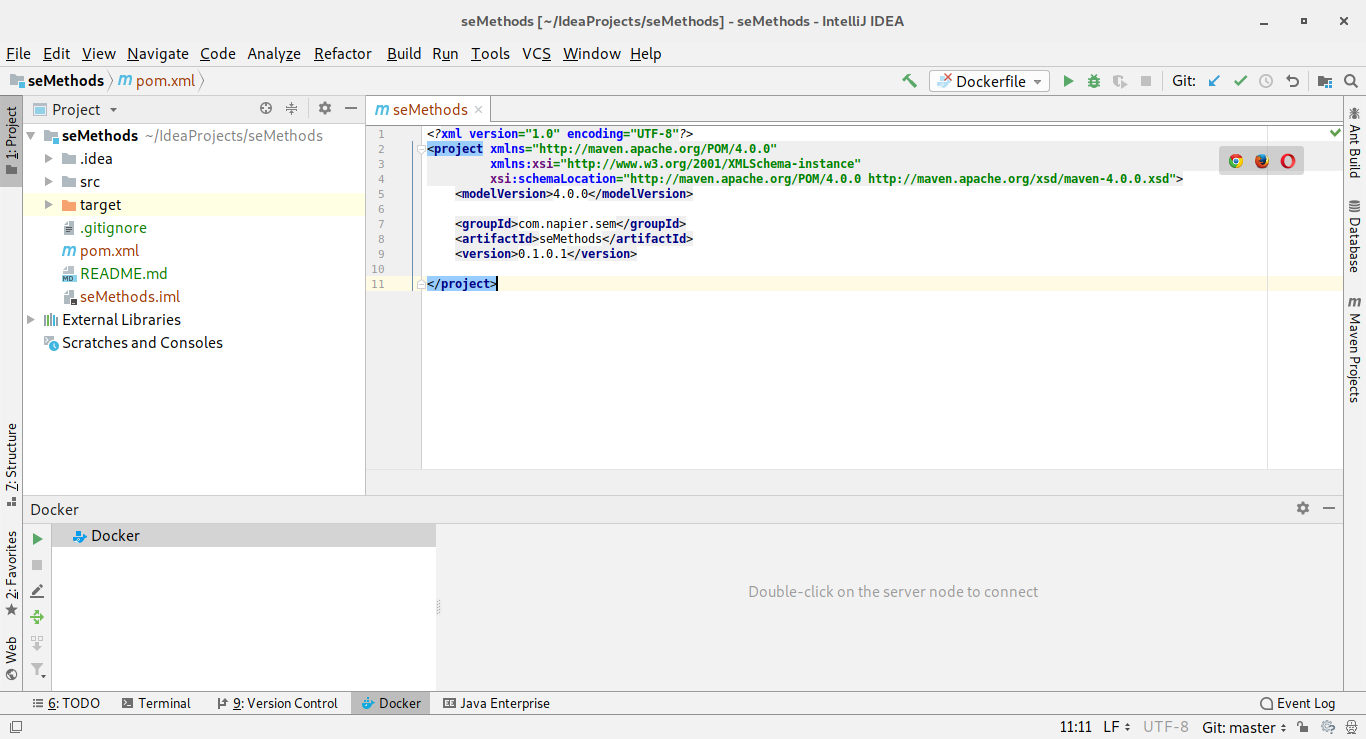 seMethods [~/IdeaProjects/seMethods] - seMethods - IntelliJ IDEA
File Edit View Navigate Code Analyze Refactor Build Run Tools VCS Window Help
seMethods m pom.xml Dockerfile Git:
1: Project
Project
seMethods ~/IdeaProjects/seMethods
.idea
src
target
.gitignore
m pom.xml
MD README.md
seMethods.iml
External Libraries
Scratches and Consoles
m seMethods
1 <?xml version="1.0" encoding="UTF-8"?>
2 <project xmlns="http://maven.apache.org/POM/4.0.0"
3 xmlns:xsi="http://www.w3.org/2001/XMLSchema-instance"
4 xsi:schemaLocation="http://maven.apache.org/POM/4.0.0 http://maven.apache.org/xsd/maven-4.0.0.xsd">
5 <modelVersion>4.0.0</modelVersion>
6
7 <groupId>com.napier.sem</groupId>
8 <artifactId>seMethods</artifactId>
9 <version>0.1.0.1</version>
10
11 </project>
Ant Build
Database
m Maven Projects
7: Structure
2: Favorites
Web
Docker
Docker
Double-click on the server node to connect
6: TODO Terminal 9: Version Control Docker EE Java Enterprise Event Log
11:11 LF UTF-8 Git: master